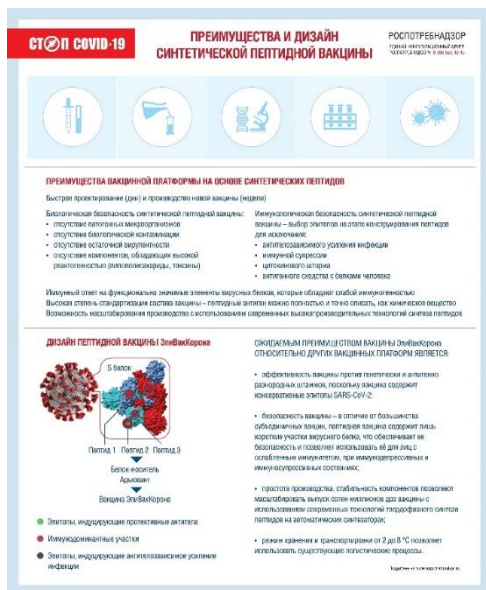 СТОП COVID-19
ПРЕИМУЩЕСТВА И ДИЗАЙН
СИНТЕТИЧЕСКОЙ ПЕПТИДНОЙ ВАКЦИНЫ
РОСПОТРЕБНАДЗОР
ЕДИНЫЙ КОНСУЛЬТАЦИОННЫЙ ЦЕНТР
РОСПОТРЕБНАДЗОРА
ПРЕИМУЩЕСТВА ВАКЦИННОЙ ПЛАТФОРМЫ НА ОСНОВЕ СИНТЕТИЧЕСКИХ ПЕПТИДОВ
Быстрое проектирование (дни) и производство новой вакцины (недели)
Биологическая безопасность синтетической пептидной вакцины:
• отсутствие патогенных микроорганизмов
• отсутствие биологической контаминации
• отсутствие остаточной вирулентности
• отсутствие компонентов, обладающих высокой
реактогенностью (липополисахариды, токсины)
Иммунологическая безопасность синтетической пептидной
вакцины – выбор эпитопов на этапе конструирования пептидов
для исключения:
• антителозависимого усиления инфекции
• иммунной супрессии
• цитокинового шторма
• антигенного сходства с белками человека
Иммунный ответ на функционально значимые элементы вирусных белков, которые обладают слабой иммуногенностью
Высокая степень стандартизации состава вакцины – пептидный антиген можно полностью и точно описать, как химическое вещество
Возможность масштабирования производства с использованием современных высокопроизводительных технологий синтеза пептидов
ДИЗАЙН ПЕПТИДНОЙ ВАКЦИНЫ ЭпиВакКорона
S белок
Пептид 1 Пептид 2 Пептид 3
Белок-носитель
Адъювант
Вакцина ЭпиВакКорона
Эпитопы, индуцирующие протективные антитела
Иммунодоминантные участки
Эпитопы, индуцирующие антителозависимое усиление
инфекции
ОЖИДАЕМЫМ ПРЕИМУЩЕСТВОМ ВАКЦИНЫ ЭпиВакКорона
ОТНОСИТЕЛЬНО ДРУГИХ ВАКЦИННЫХ ПЛАТФОРМ ЯВЛЯЕТСЯ:
• эффективность вакцины против генетически и антигенно
разнородных штаммов, поскольку вакцина содержит
консервативные эпитопы SARS-CoV-2;
• безопасность вакцины – в отличие от большинства
субъединичных вакцин, пептидная вакцина содержит лишь
короткие участки вирусного белка, что обеспечивает ее
безопасность и позволяет использовать её для лиц с
ослабленным иммунитетом, при иммунодепрессивных и
иммуносупрессивных состояниях;
• простота производства, стабильность компонентов позволяют
масштабировать выпуск сотен миллионов доз вакцины с
использованием современных технологий твердофазного синтеза
пептидов на автоматических синтезаторах;
• режим хранения и транспортировки от 2 до 8 °С позволяет
использовать существующие логистические процессы.